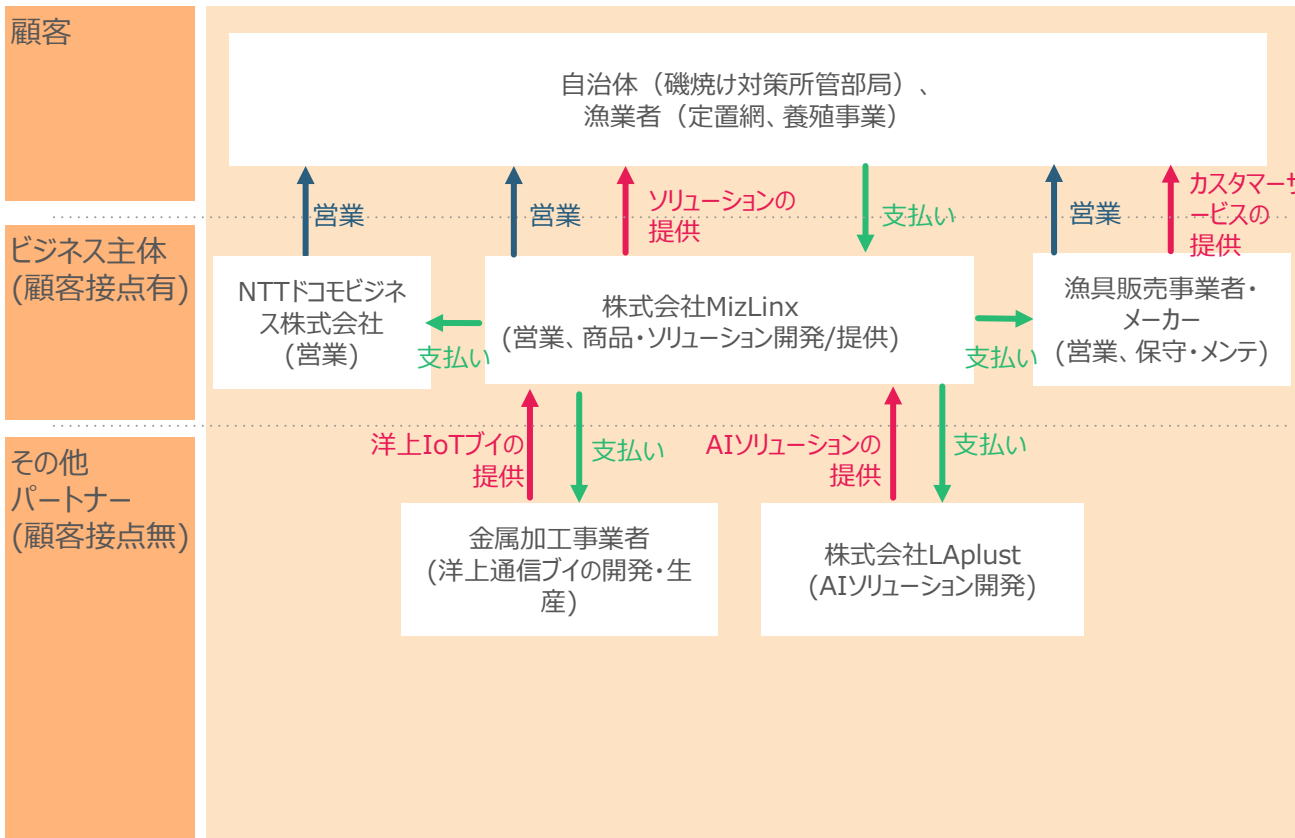 顧客
自治体（磯焼け対策所管部局）、
漁業者（定置網、養殖事業）
営業
営業
ソリューションの
提供
支払い
営業
カスタマーサ
ービスの
提供
ビジネス主体
(顧客接点有)
NTTドコモビジネ
ス株式会社
(営業)
支払い
株式会社MizLinx
(営業、商品・ソリューション開発/提供)
支払い
漁具販売事業者・
メーカー
(営業、保守・メンテ)
その他
パートナー
(顧客接点無)
洋上IoTブイの
提供
支払い
AIソリューションの
提供
支払い
金属加工事業者
(洋上通信ブイの開発・生
産)
株式会社LAplust
(AIソリューション開発)